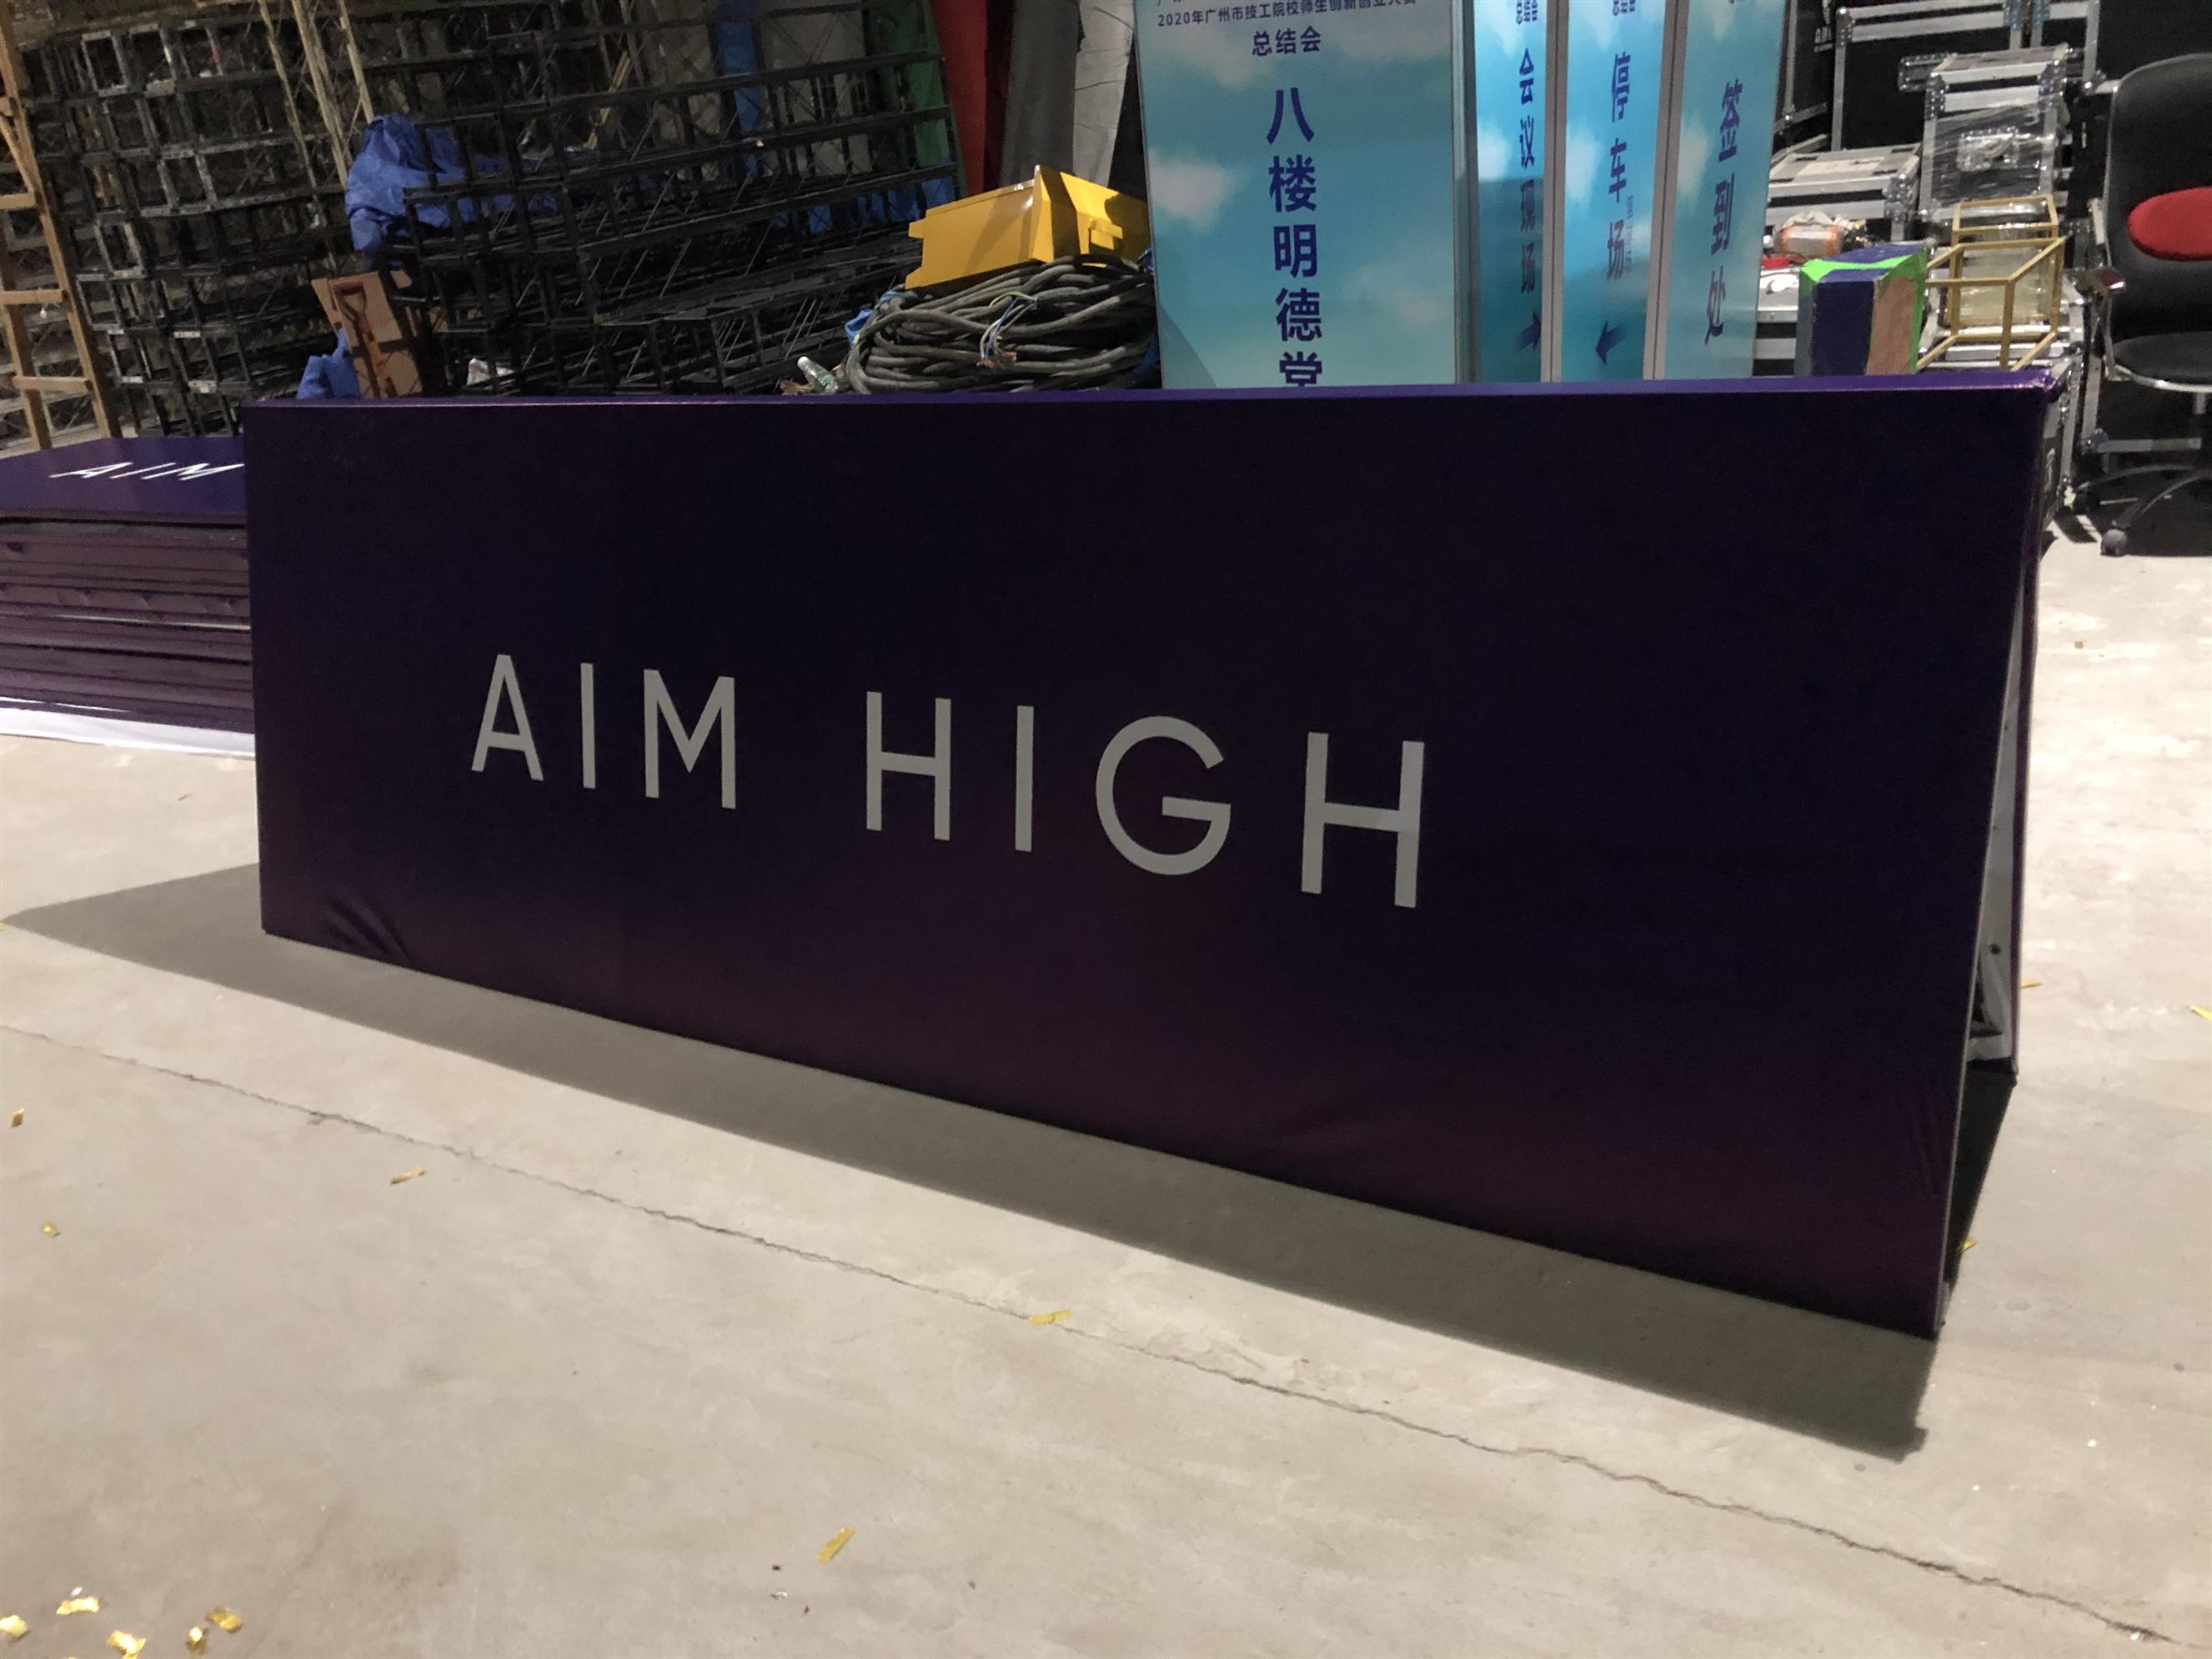 2020年广州市技工院校师生创新创业大赛
总结会
八楼明德堂
会议现场
停车场
签到处
AIM
AIM HIGH